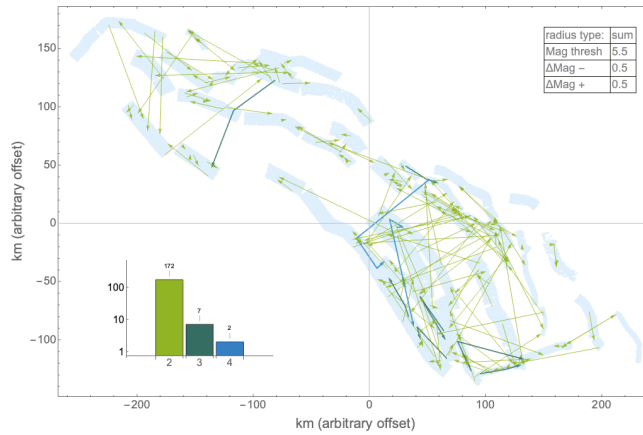 150
100
50
0
−50
−100
km (arbitrary offset)
radius type: sum
Mag thresh 5.5
ΔMag − 0.5
ΔMag + 0.5
172
7
2
100
10
1
2 3 4
−200 −100 0 100 200
km (arbitrary offset)